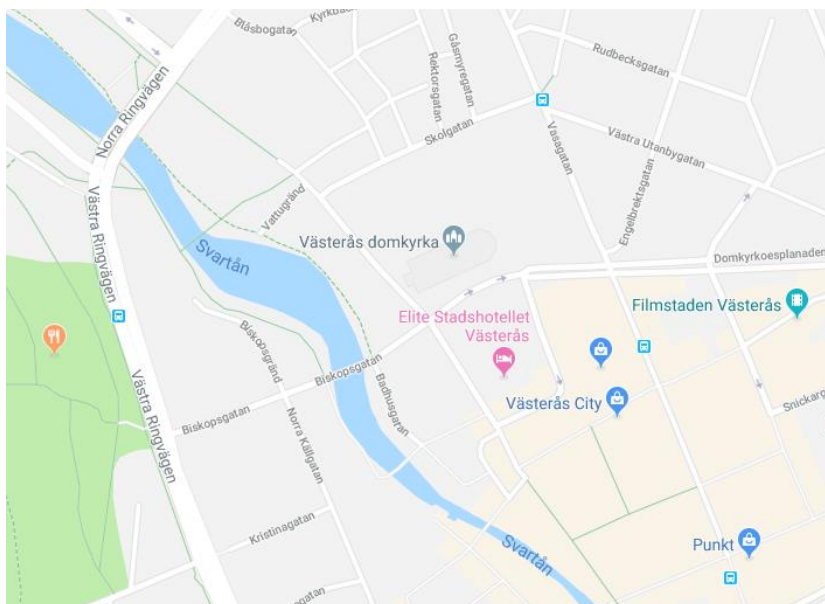 Blåsbogatan
Kyrkba
Norra Ringvägen
Rektorsgatan
Gåsmyregatan
Skolgatan
Rudbecksgatan
Västra Utanbygatan
Vasagatan
Engelbrektsgatan
Västra Ringvägen
Vattugränd
Svartån
Västerås domkyrka
Domkyrkoesplanaden
Elite Stadshotellet
Västerås
Filmstaden Västerås
Biskopsgränd
Biskopsgatan
Badhusgatan
Västra Ringvägen
Biskopsgatan
Norra Källgatan
Västerås City
Snickarg
Kristinagatan
Svartån
Punkt